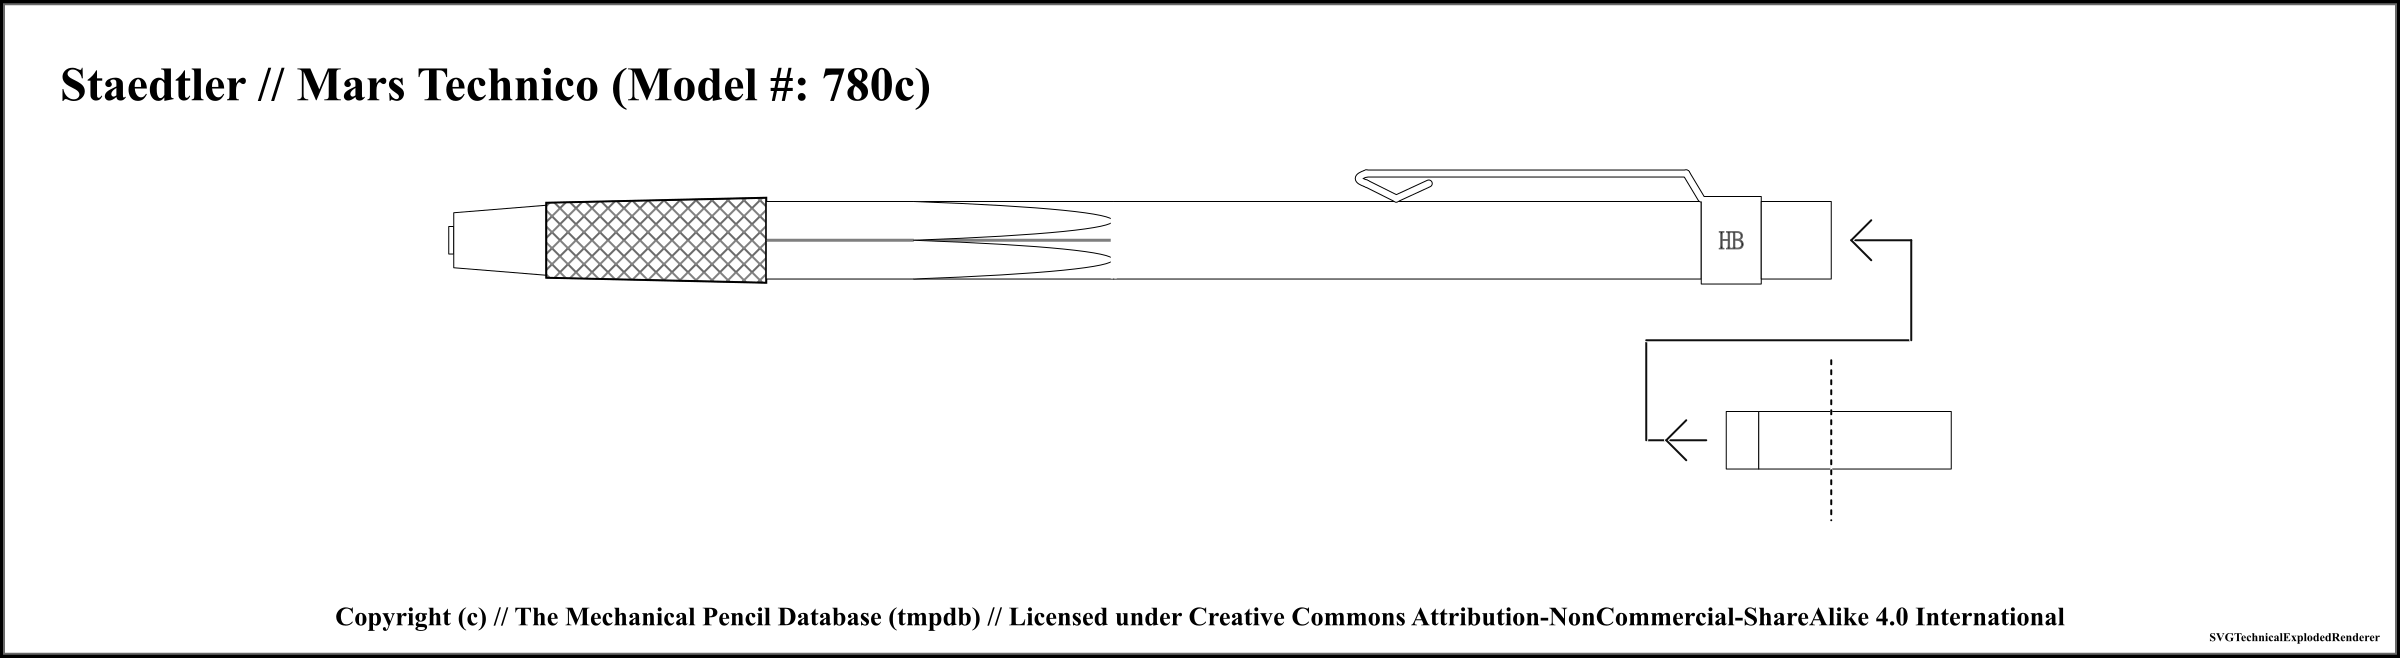 Staedtler // Mars Technico (Model #: 780c)
HB
Copyright (c) // The Mechanical Pencil Database (tmpdb) // Licensed under Creative Commons Attribution-NonCommercial-ShareAlike 4.0 International
SVGTechnicalExplodedRenderer